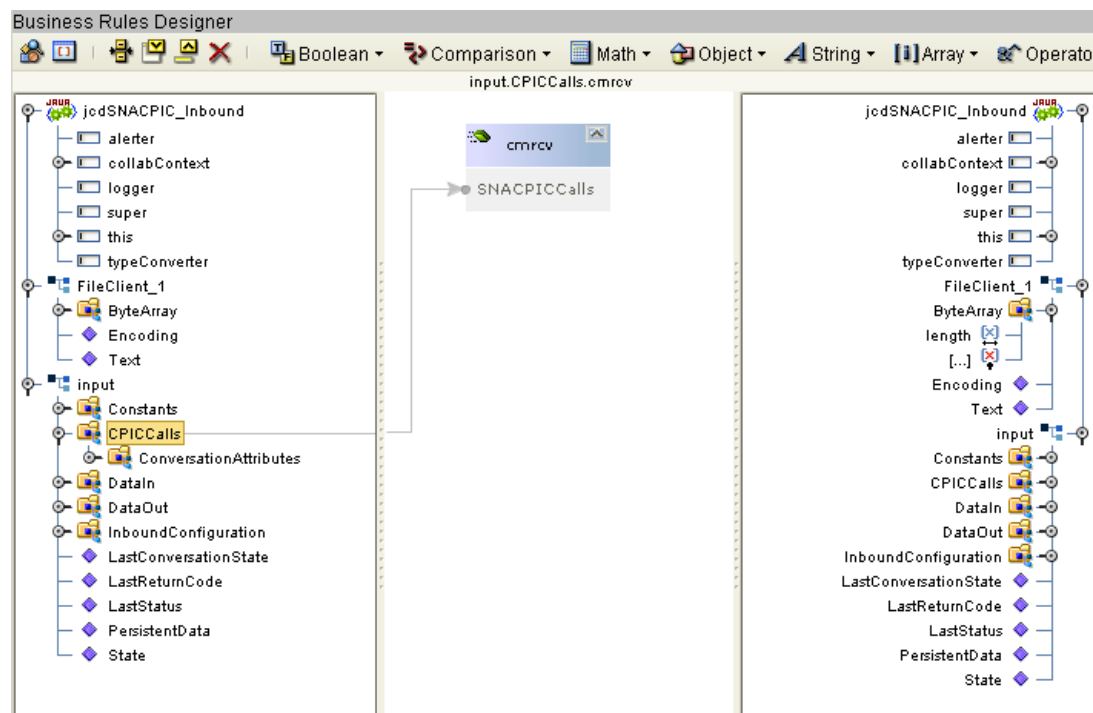 Business Rules Designer
Boolean Comparison Math Object String [i] Array Operato
input.CPICCalls.cmrcv
JAVA jcdSNACPIC_Inbound
alerter
collabContext
logger
super
this
typeConverter
FileClient_1
ByteArray
Encoding
Text
input
Constants
CPICCalls
ConversationAttributes
DataIn
DataOut
InboundConfiguration
LastConversationState
LastReturnCode
LastStatus
PersistentData
State
cmrcv
SNACPICCalls
jcdSNACPIC_Inbound JAVA
alerter
collabContext
logger
super
this
typeConverter
FileClient_1
ByteArray
length
[...]
Encoding
Text
input
Constants
CPICCalls
DataIn
DataOut
InboundConfiguration
LastConversationState
LastReturnCode
LastStatus
PersistentData
State